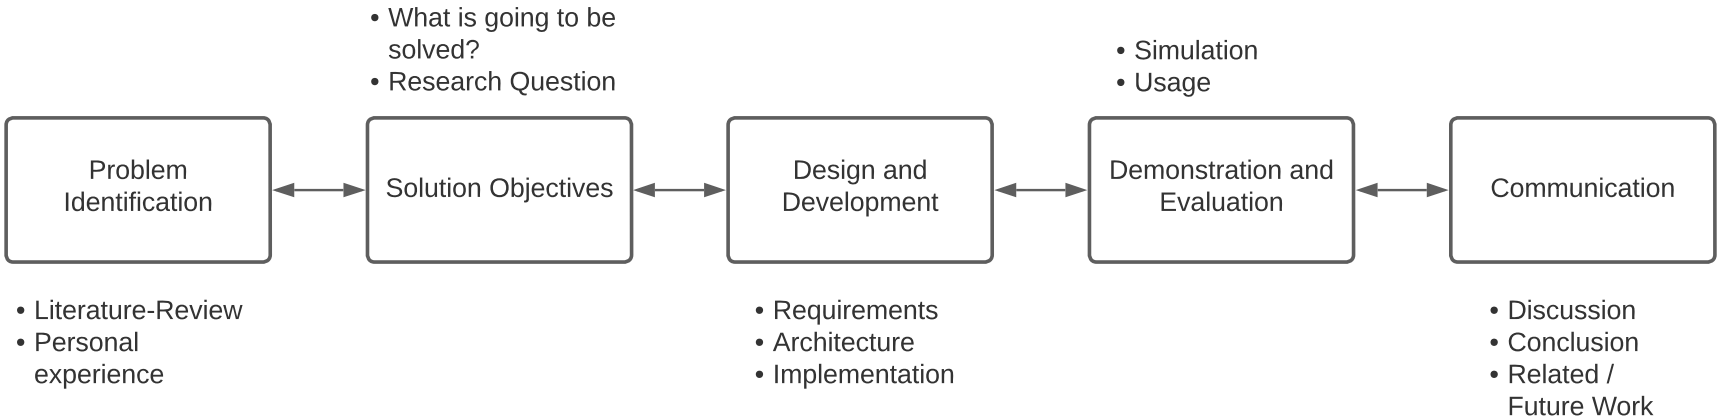 • What is going to be
solved?
• Research Question
• Simulation
• Usage
Problem
Identification
Solution Objectives
Design and
Development
Demonstration and
Evaluation
Communication
• Literature-Review
• Personal
experience
• Requirements
• Architecture
• Implementation
• Discussion
• Conclusion
• Related /
Future Work